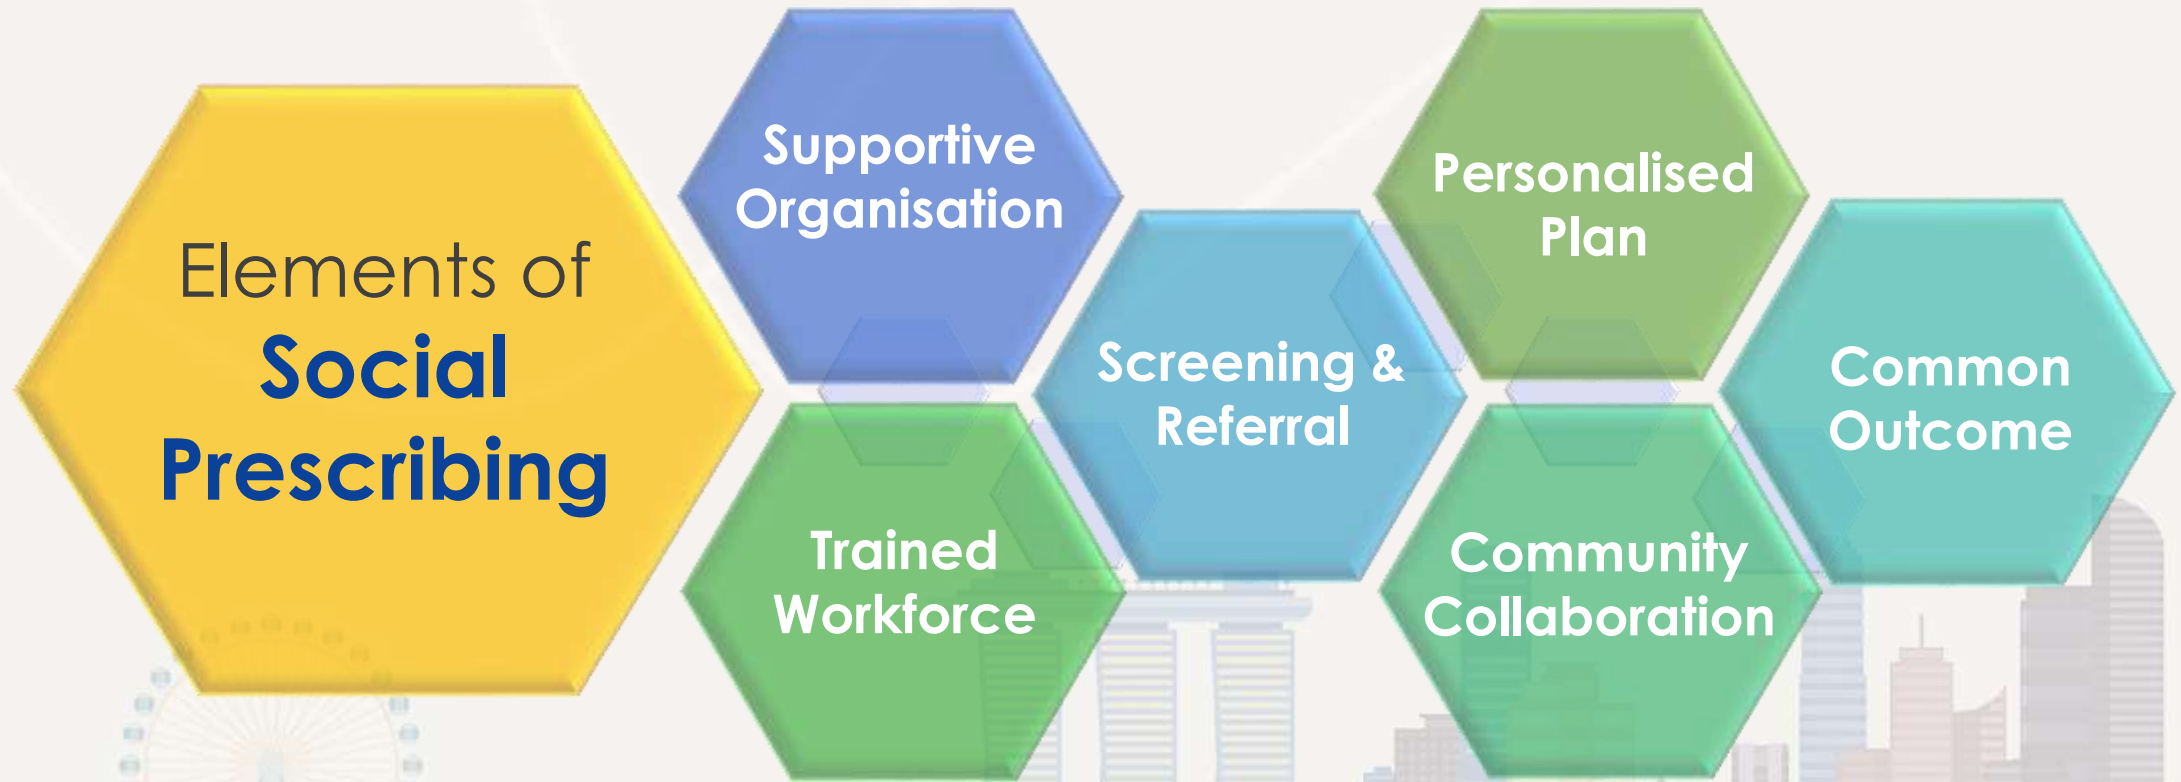 Elements of
Social
Prescribing
Supportive
Organisation
Trained
Workforce
Screening &
Referral
Personalised
Plan
Community
Collaboration
Common
Outcome